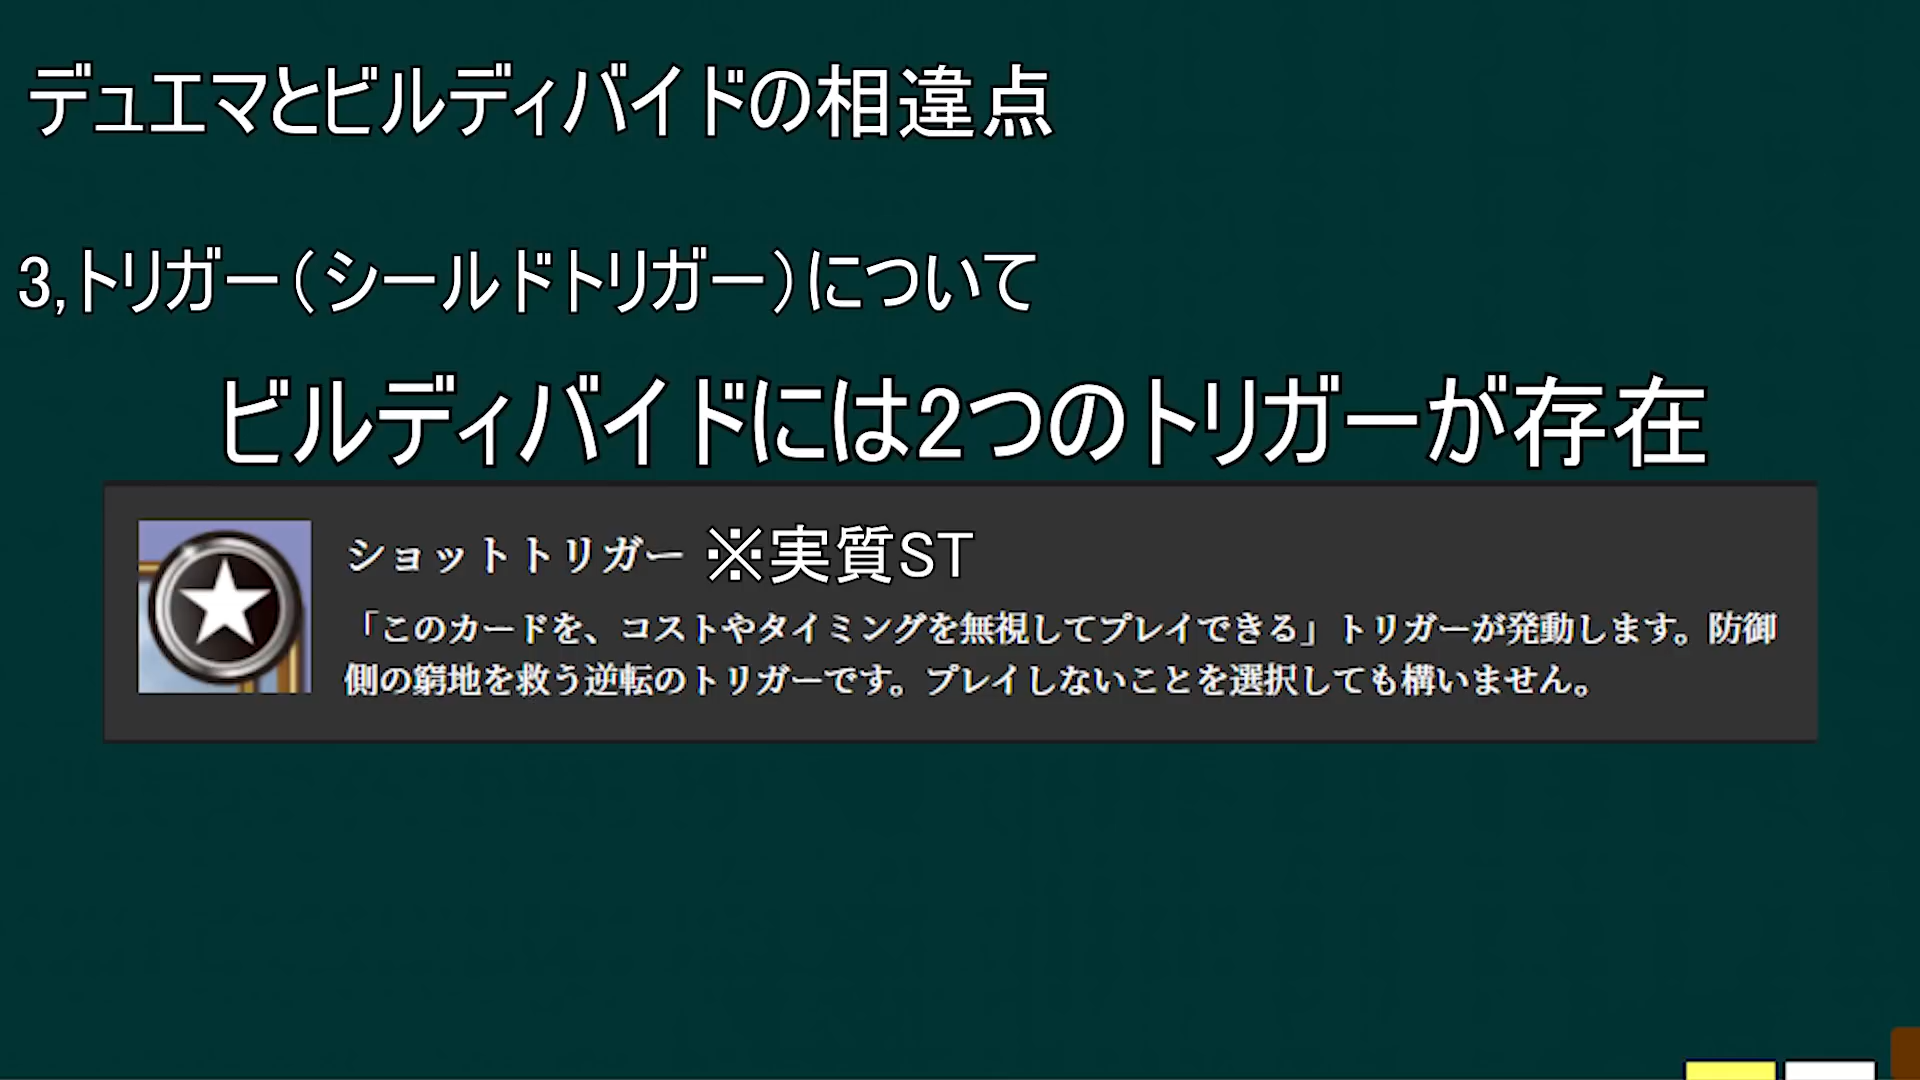 デュエマとビルディバイドの相違点
3,トリガー(シールドトリガー)について
ビルディバイドには2つのトリガーが存在
ショットトリガー ※実質ST
「このカードを、コストやタイミングを無視してプレイできる」トリガーが発動します。防御
側の窮地を救う逆転のトリガーです。プレイしないことを選択しても構いません。